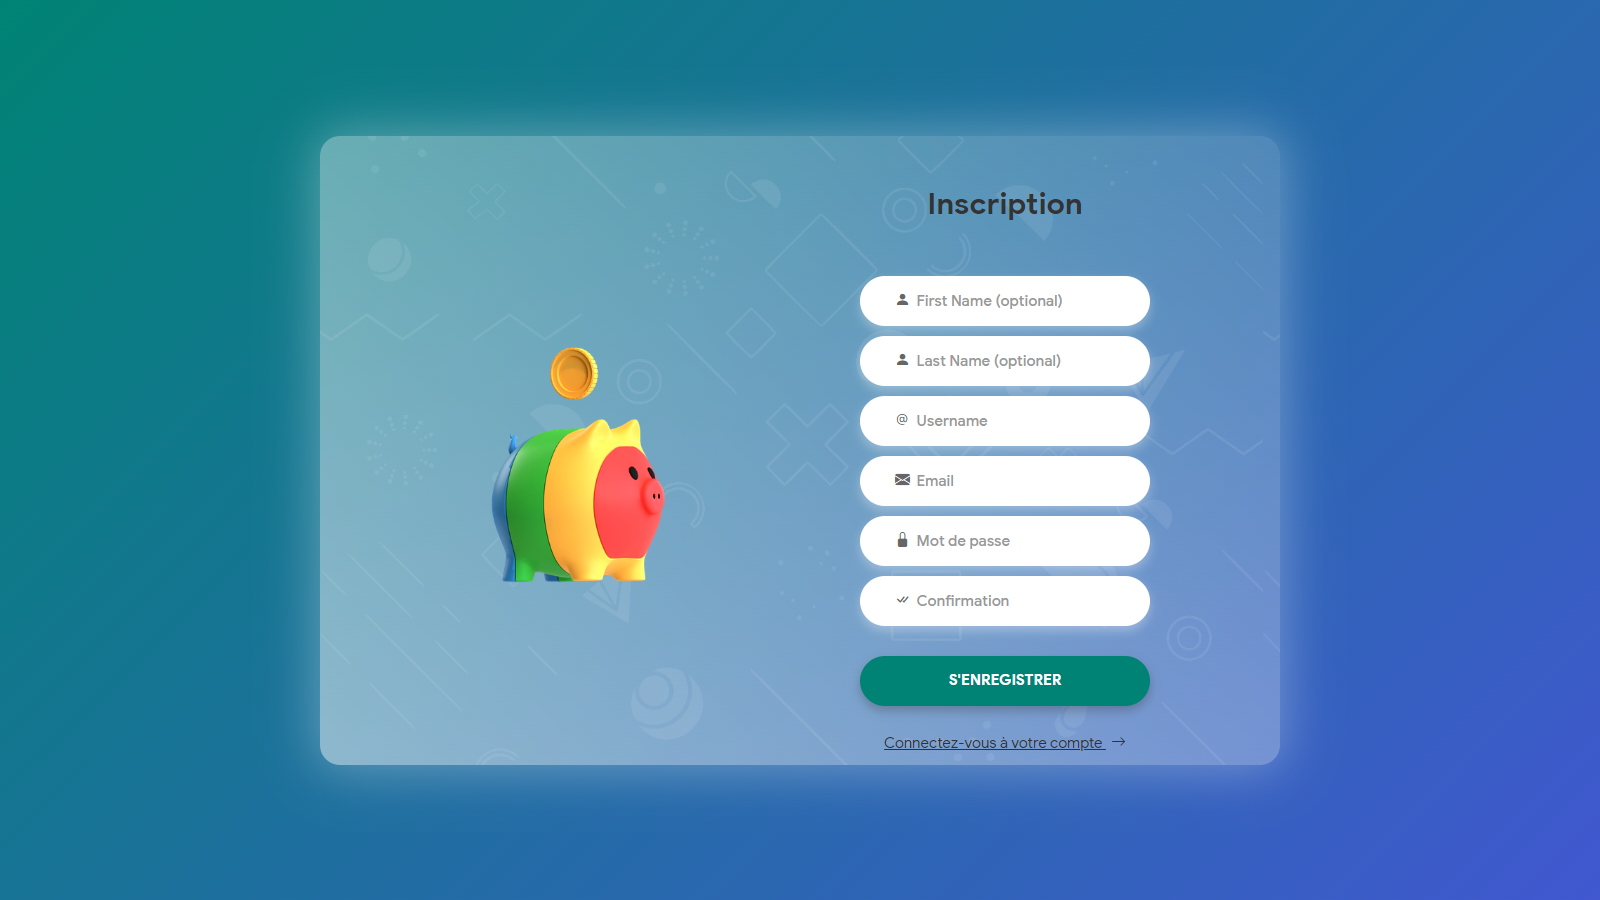 Inscription
First Name (optional)
Last Name (optional)
@ Username
Email
Mot de passe
Confirmation
S'ENREGISTRER
Connectez-vous à votre compte →